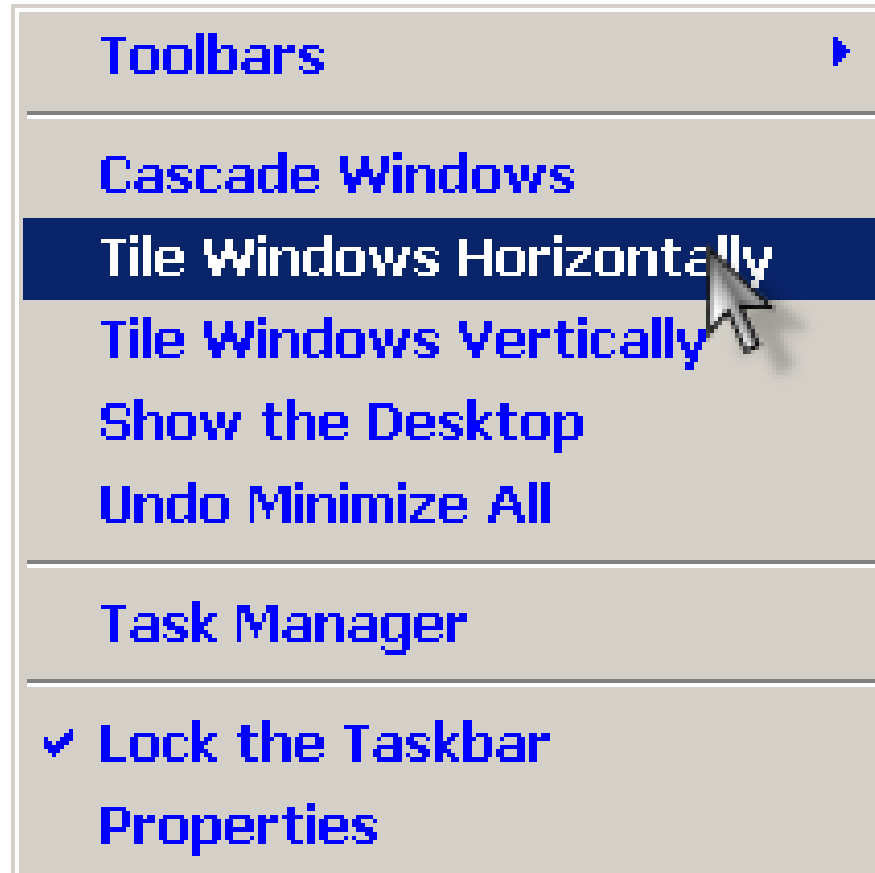 Toolbars
Cascade Windows
Tile Windows Horizontally
Tile Windows Vertically
Show the Desktop
Undo Minimize All
Task Manager
Lock the Taskbar
Properties